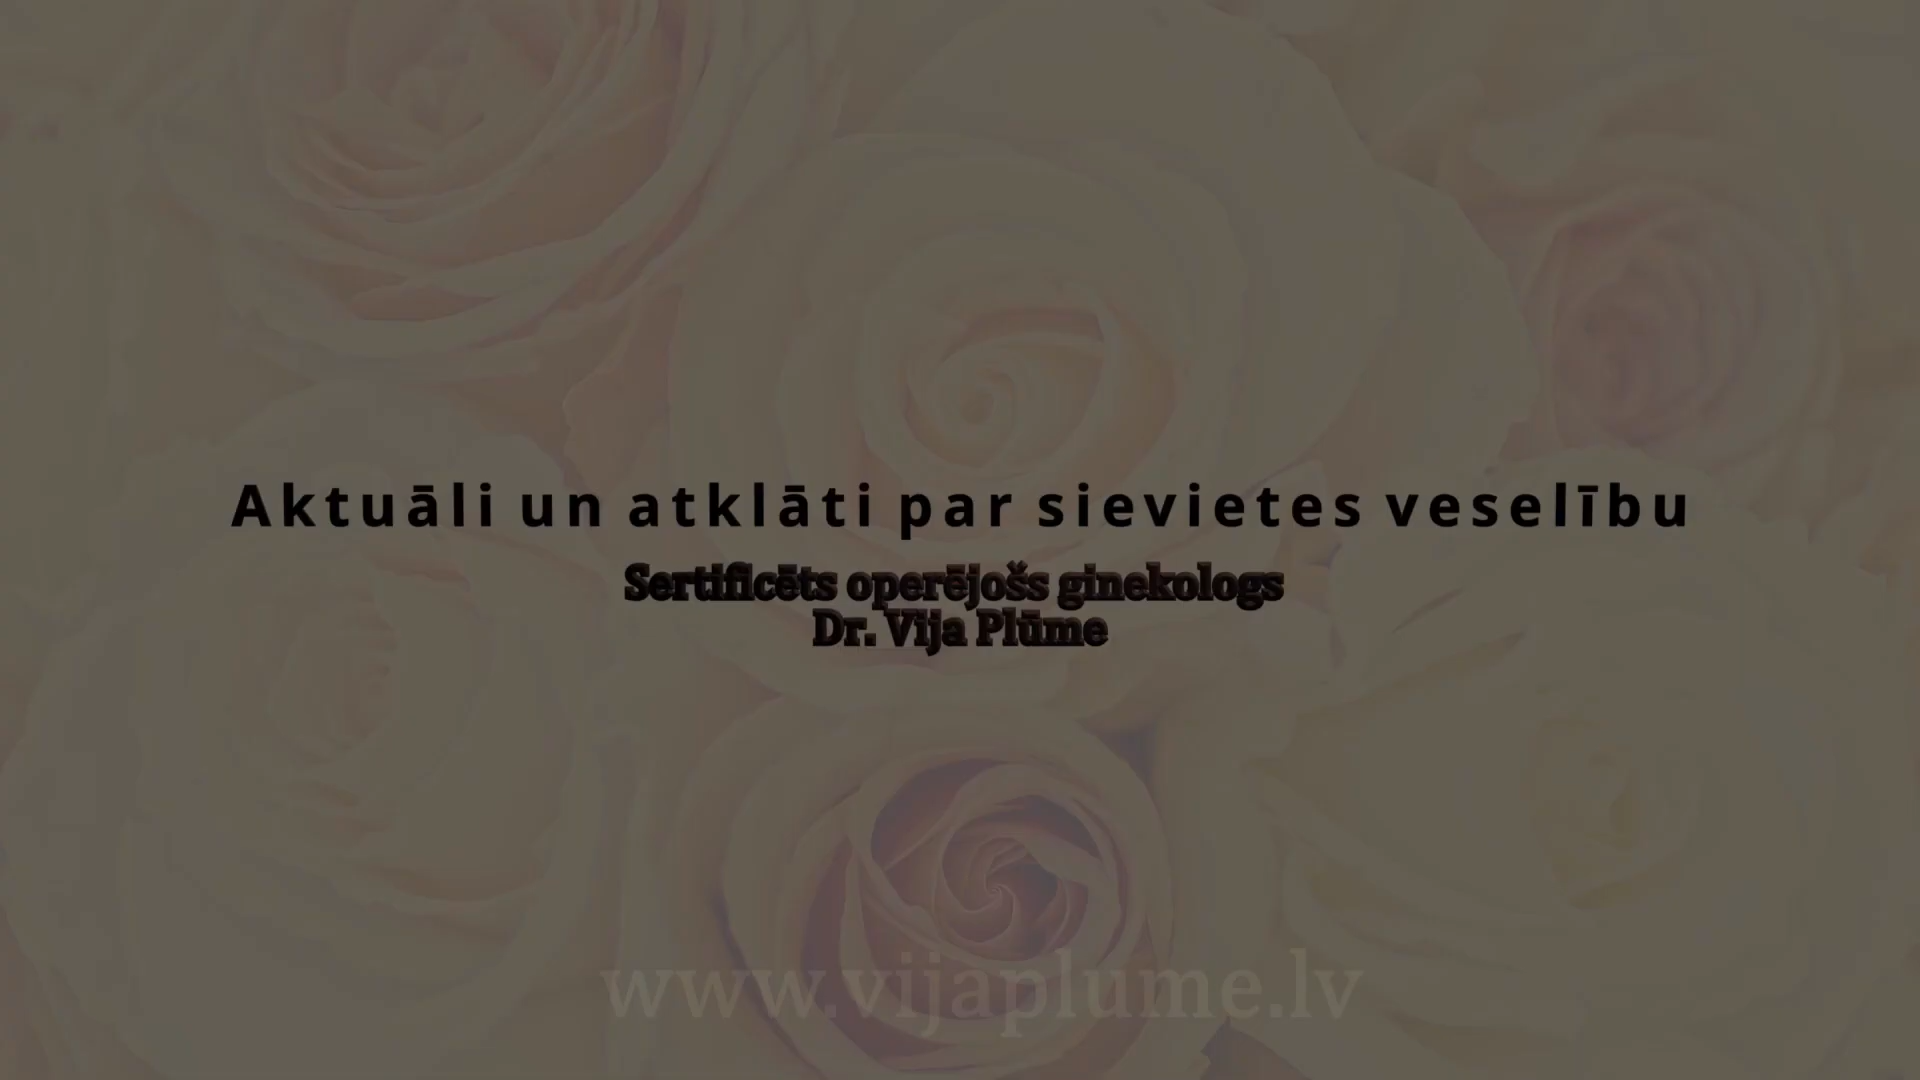 Aktuāli un atklāti par sievietes veselību
Sertificēts operējošs ginekologs
Dr. Vija Plūme
www.vijaplume.lv